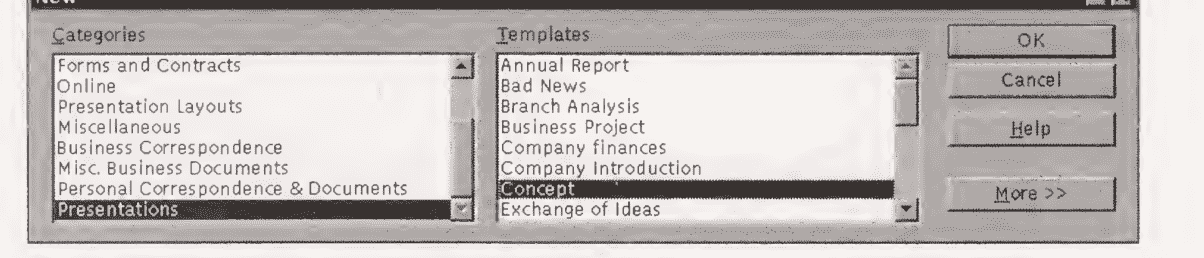 New
Categories
Forms and Contracts
Online
Presentation Layouts
Miscellaneous
Business Correspondence
Misc. Business Documents
Personal Correspondence & Documents
Presentations
Templates
Annual Report
Bad News
Branch Analysis
Business Project
Company finances
Company Introduction
Concept
Exchange of Ideas
OK
Cancel
Help
More >>